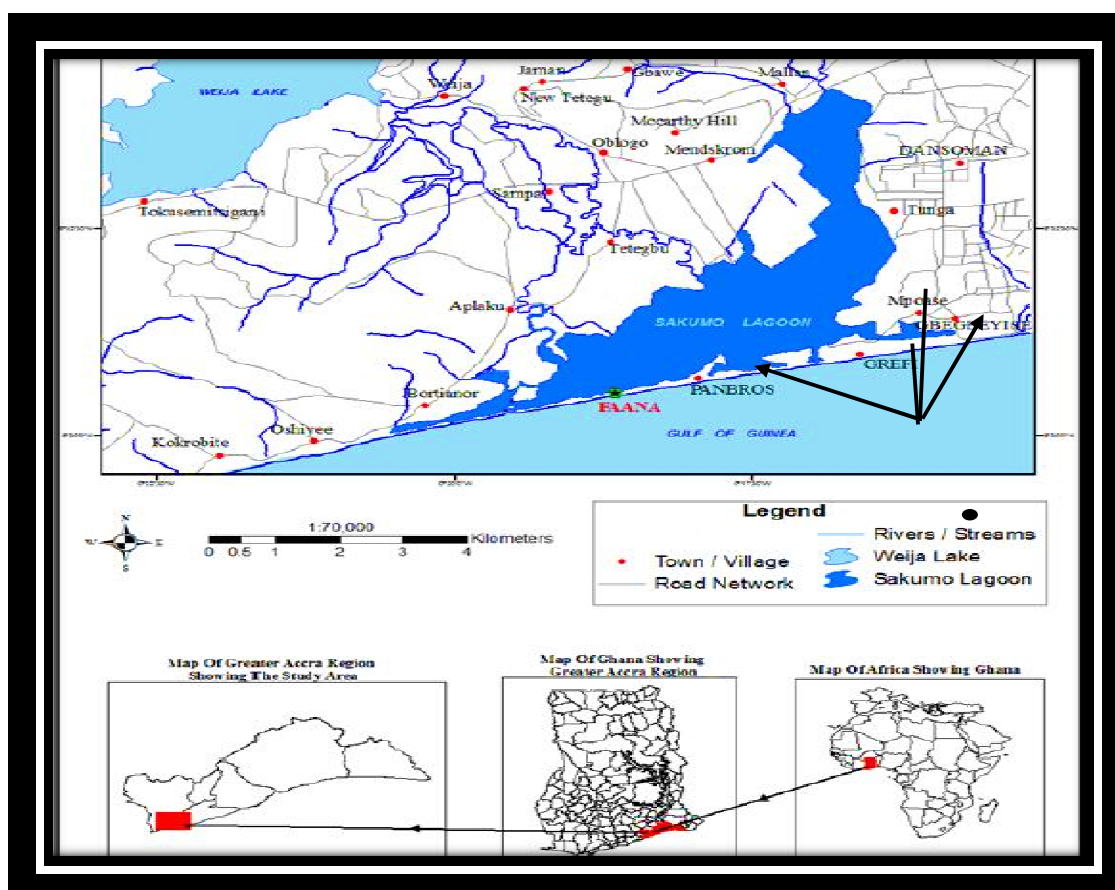 Jaman
Gbawe
Mallam
WEIJA LAKE
Weija
New Tetegu
Mccarthy Hill
Oblogo
Mendskrom
DANSOMAN
Sampa
Tokusemitsigani
Tunga
Tetegbu
Mpoase
Aplaku
SAKUMO LAGOON
GBEGBEYISE
GREFI
PANBROS
Bortianor
FAANA
Oshiyee
GULF OF GUINEA
Kokrobite
N
W E
S
1:70,000
0 0.5 1 2 3 4 Kilometers
Legend
Rivers / Streams
Town / Village
Weija Lake
Road Network
Sakumo Lagoon
Map Of Greater Accra Region
Showing The Study Area
Map Of Ghana Showing
Greater Accra Region
Map Of Africa Showing Ghana